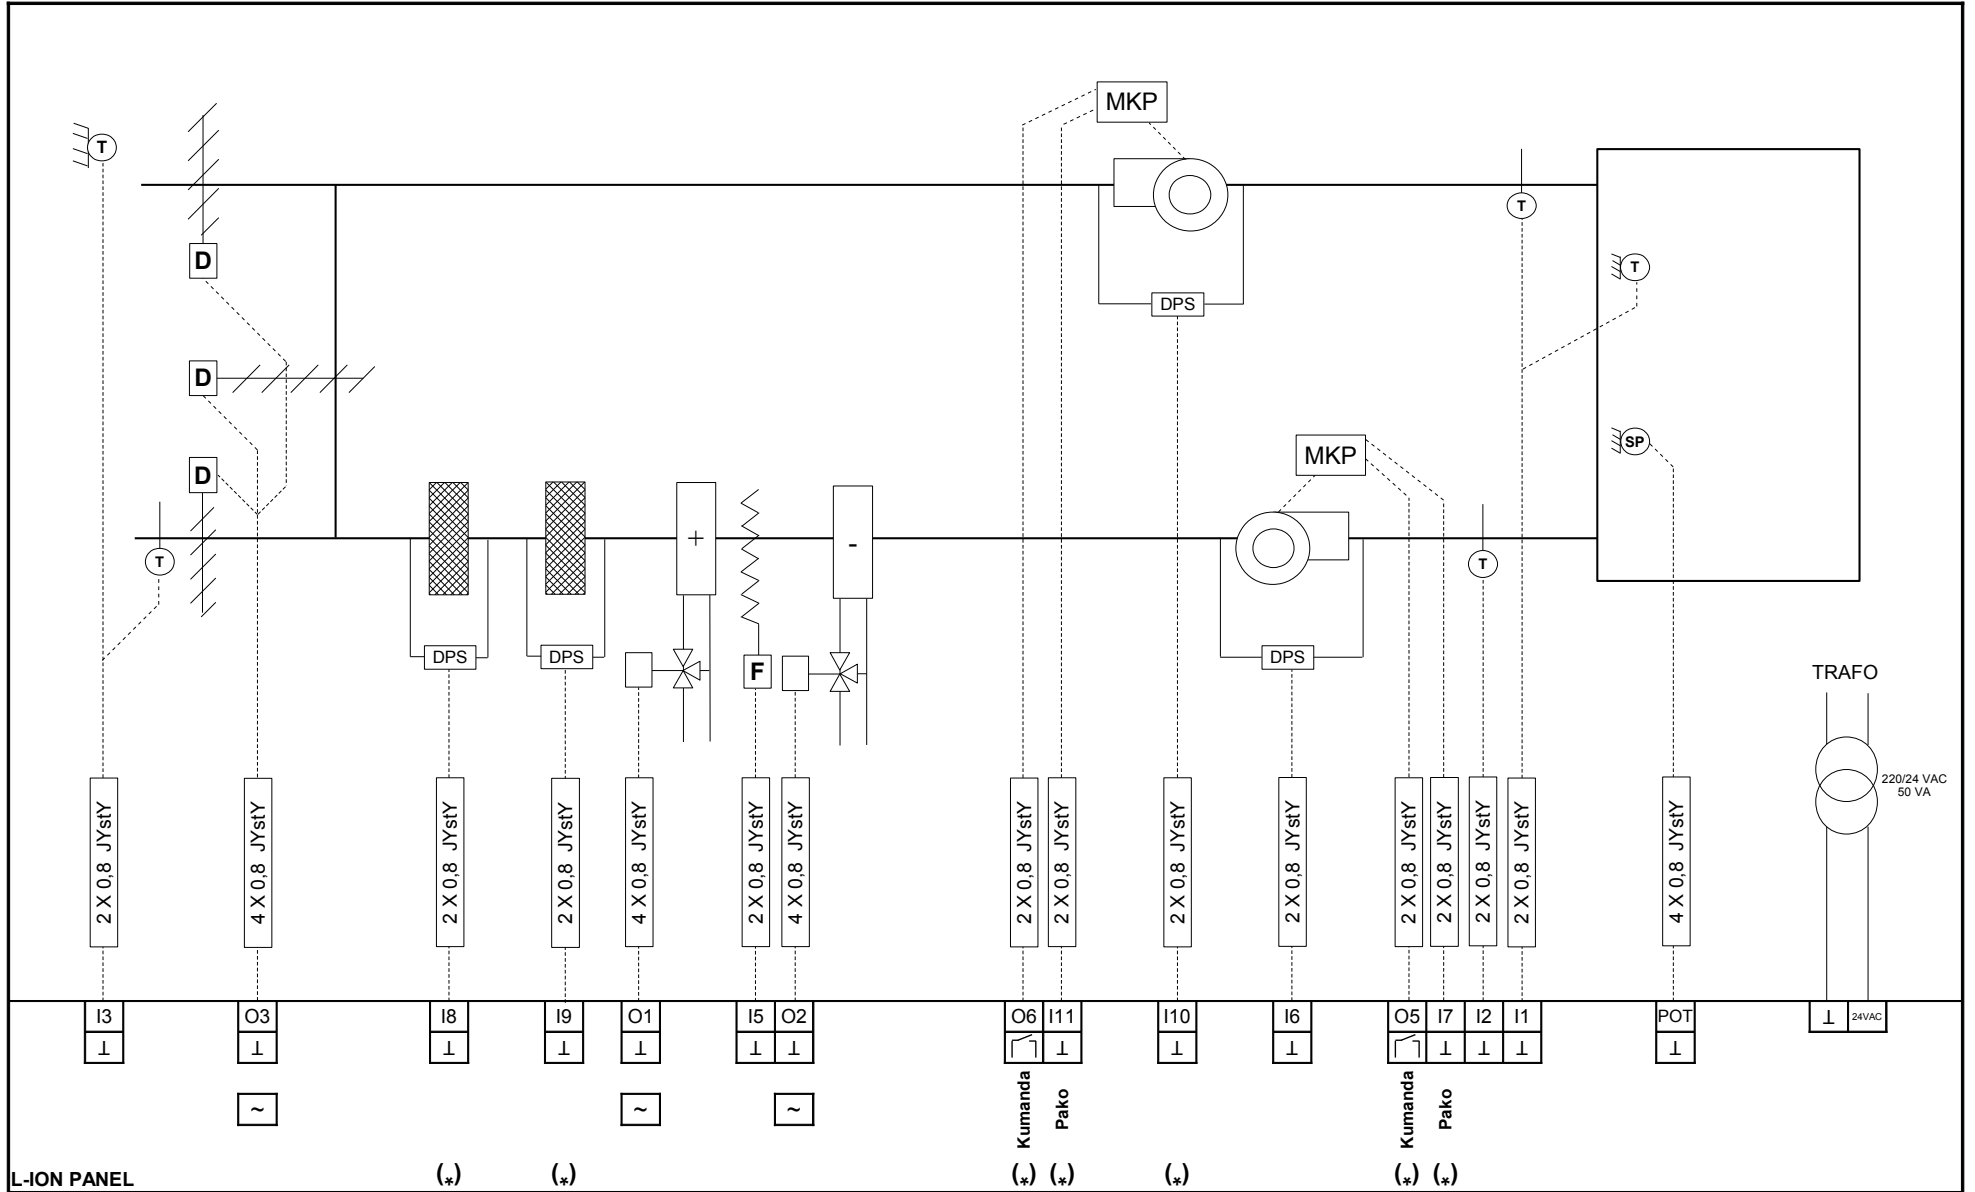 MKP
T
T
D
T
DPS
D
SP
MKP
D
T
+
-
T
DPS
DPS
F
DPS
TRAFO
220/24 VAC
50 VA
2 X 0,8 JYstY
4 X 0,8 JYstY
2 X 0,8 JYstY
2 X 0,8 JYstY
4 X 0,8 JYstY
2 X 0,8 JYstY
4 X 0,8 JYstY
2 X 0,8 JYstY
2 X 0,8 JYstY
2 X 0,8 JYstY
2 X 0,8 JYstY
2 X 0,8 JYstY
2 X 0,8 JYstY
2 X 0,8 JYstY
2 X 0,8 JYstY
4 X 0,8 JYstY
I3 O3 I8 I9 O1 I5 O2 O6 I11 I10 I6 O5 I7 I2 I1 POT ⊥ 24VAC
⊥ ⊥ ⊥ ⊥ ⊥ ⊥ ⊥ ⊥ ⊥ ⊥ ⊥ ⊥ ⊥ ⊥
~ ~ ~
Kumanda
Pako
Kumanda
Pako
L-ION PANEL (*) (*) (*) (*) (*) (*) (*)